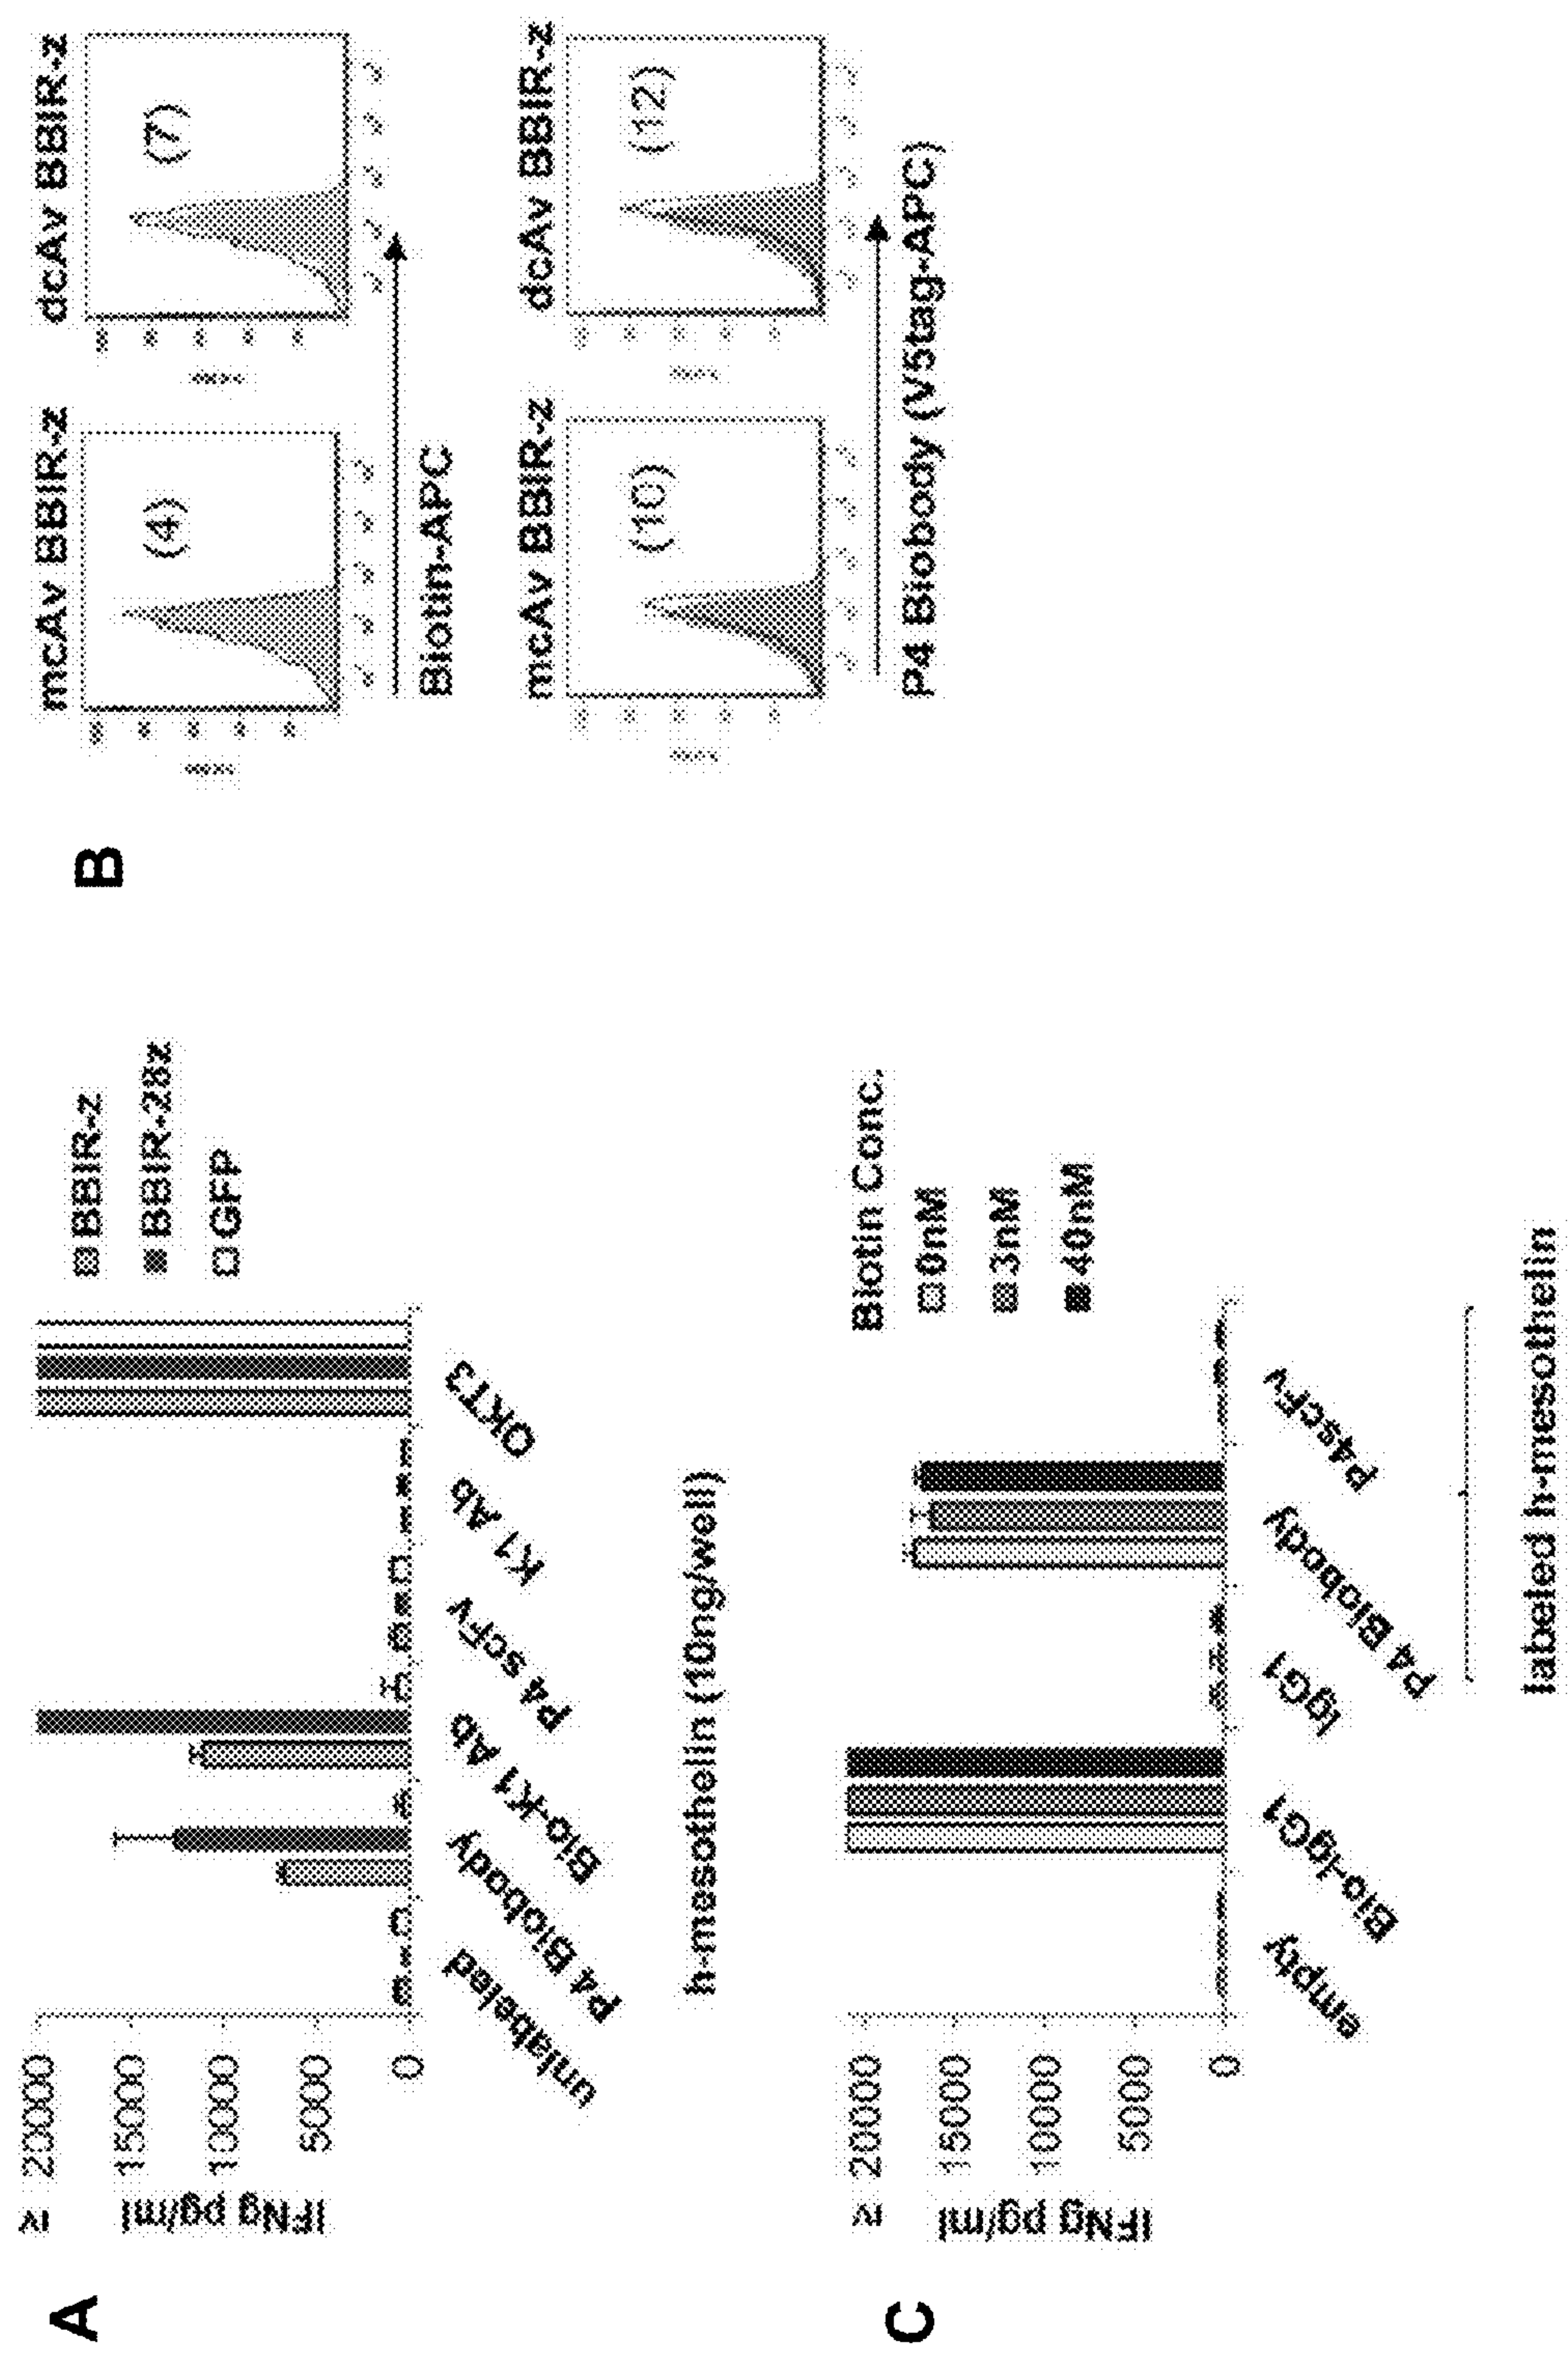 A
≥ 20000
15000
10000
5000
0
IFNg pg/ml
unlabeled
P4 Biobody
Bio-K1 Ab
P4 scFv
K1 Ab
OKT3
h-mesothelin (10ng/well)
BBIR-z
BBIR-28z
GFP
B
mcAv BBIR-z
dcAv BBIR-z
(4)
(7)
Biotin-APC
mcAv BBIR-z
dcAv BBIR-z
(10)
(12)
P4 Biobody (V5tag-APC)
C
≥ 20000
15000
10000
5000
0
IFNg pg/ml
empty
Bio-IgG1
IgG1
P4 Biobody
P4scFv
labeled h-mesothelin
Biotin Conc.
0nM
3nM
40nM